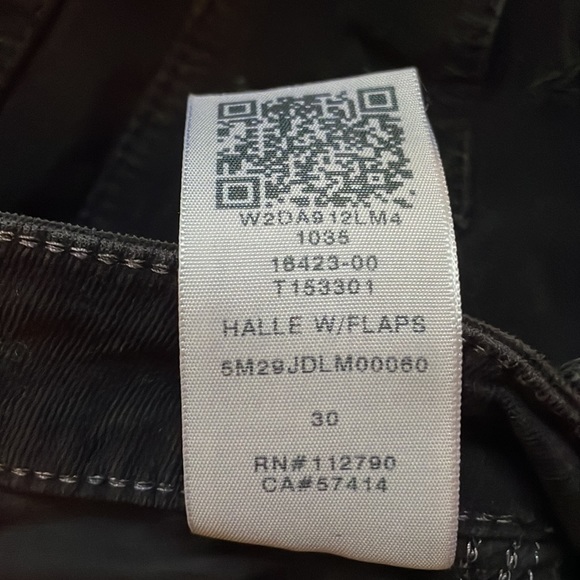 W2DA912LM4
1035
16423-00
T153301
HALLE W/FLAPS
5M29JDLM00060
30
RN#112790
CA#57414